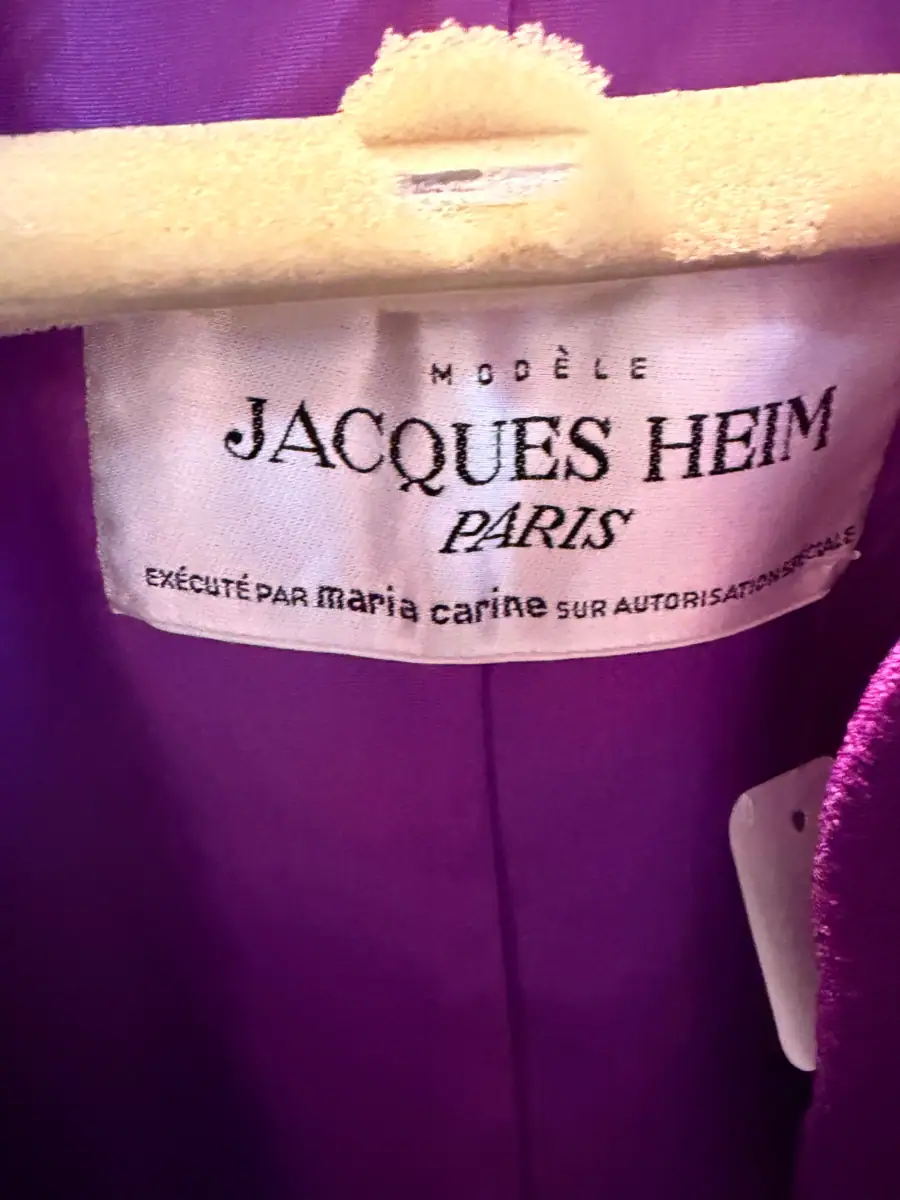 MODÈLE
JACQUES HEIM
PARIS
EXÉCUTÉ PAR maria carine SUR AUTORISATION SPÉCIALE